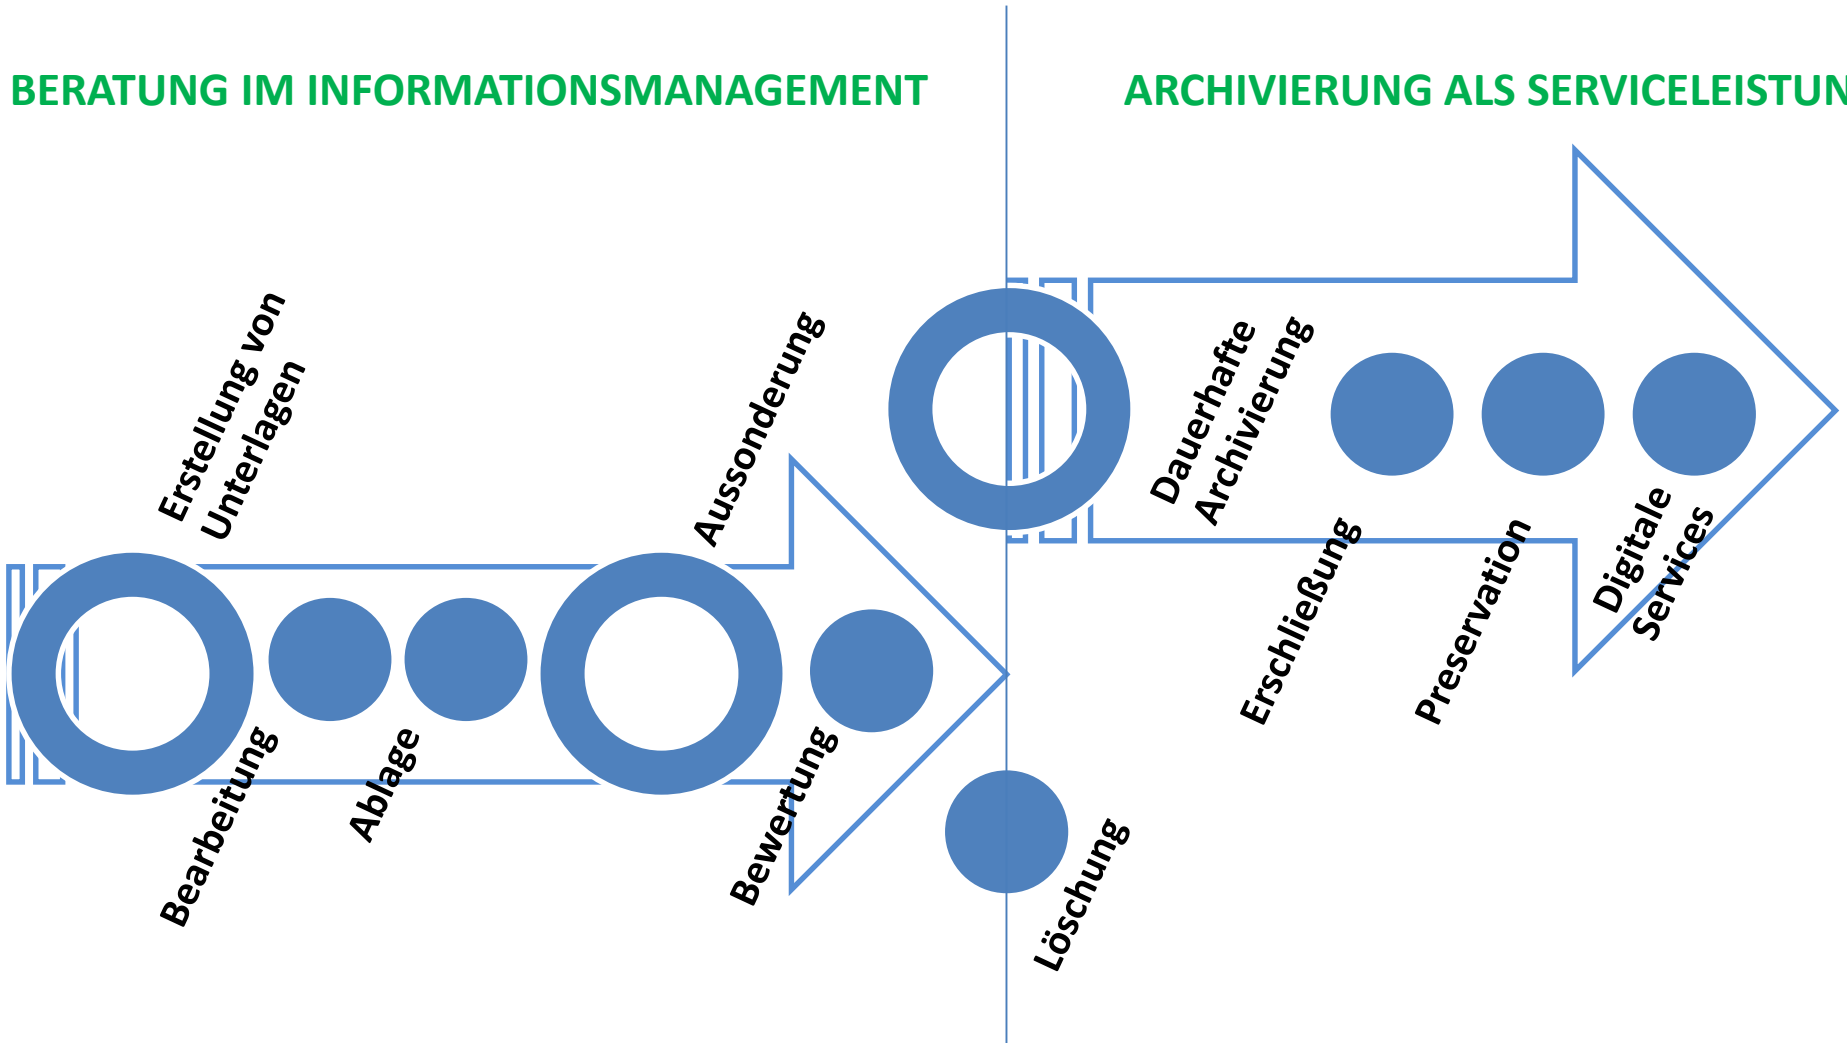 BERATUNG IM INFORMATIONSMANAGEMENT
ARCHIVIERUNG ALS SERVICELEISTUN
Erstellung von
Unterlagen
Bearbeitung
Ablage
Aussonderung
Bewertung
Löschung
Dauerhafte
Archivierung
Erschließung
Preservation
Digitale
Services